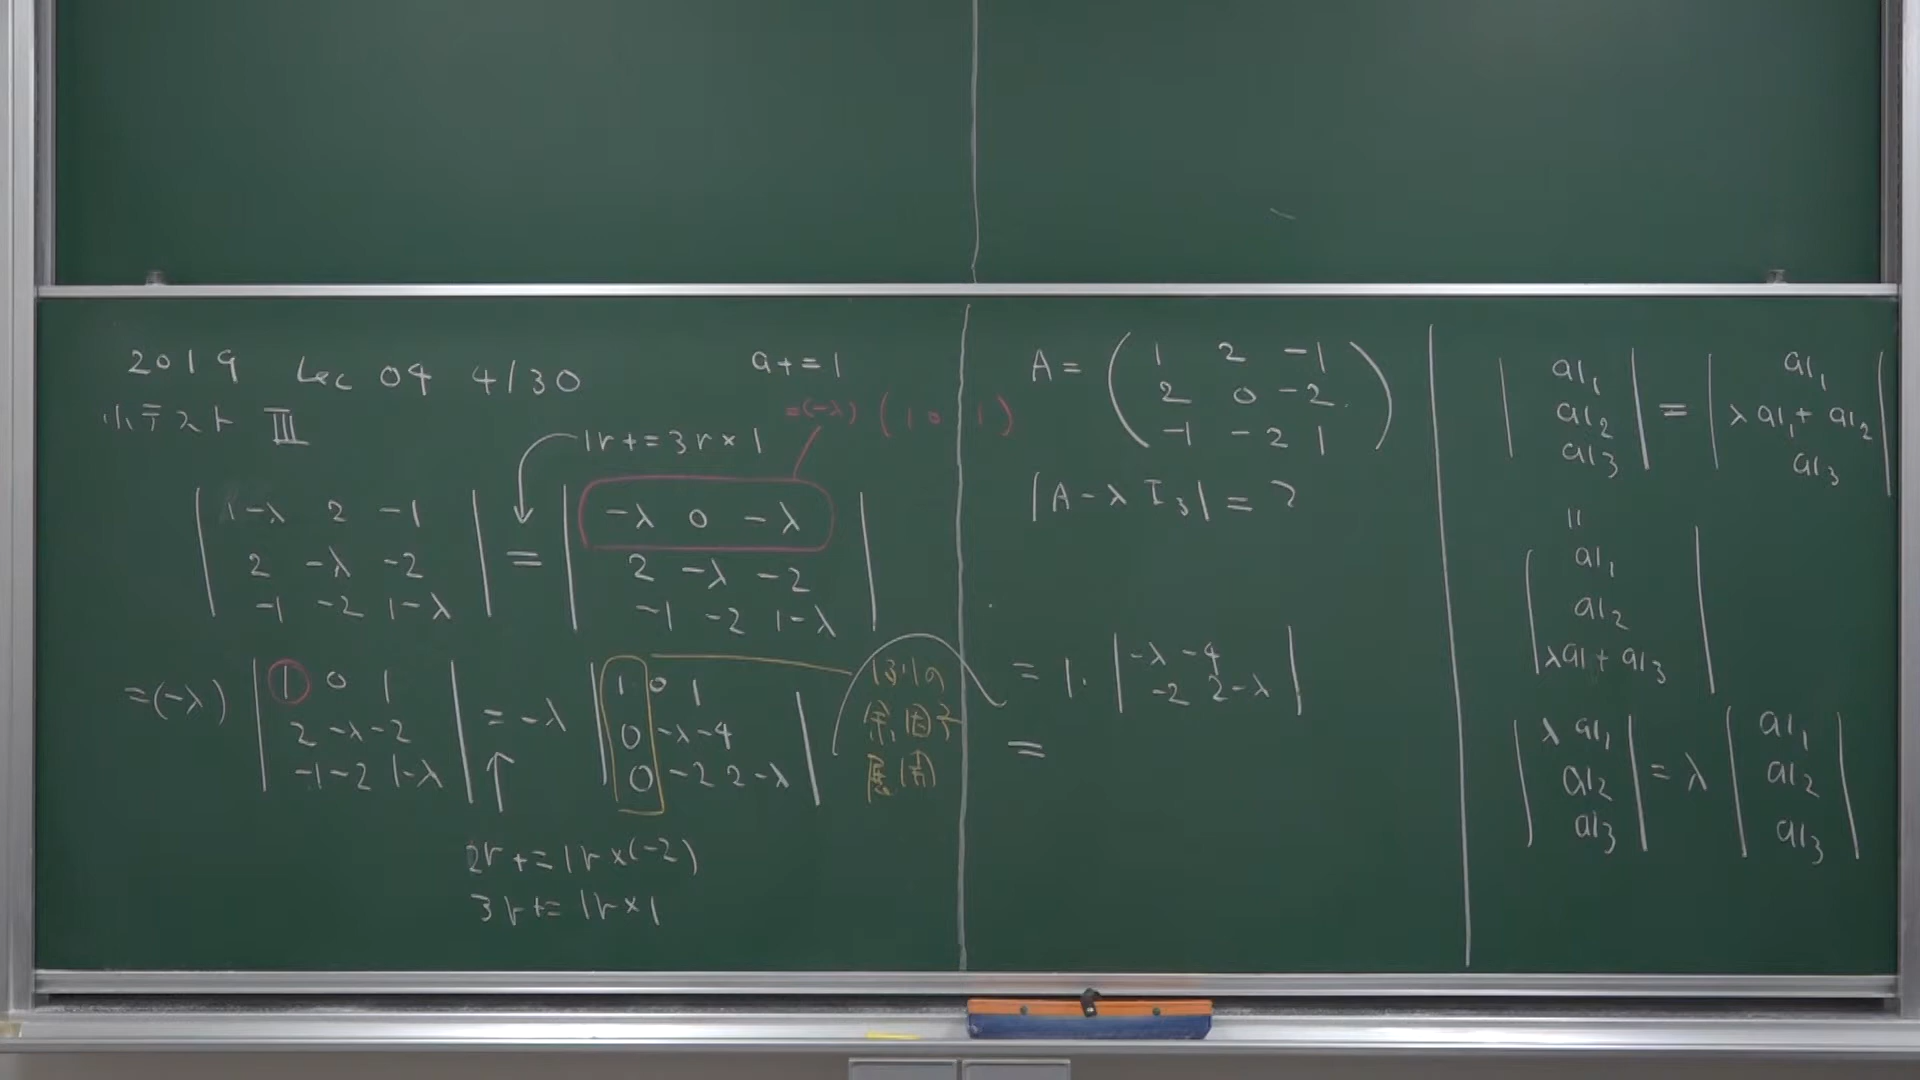 2019 Lec 04 4/30
小テスト III
a+=1
=(-λ) (1 0 1)
1r+=3r×1
| 1-λ 2 -1 | = | -λ 0 -λ |
| 2 -λ -2 | | 2 -λ -2 |
| -1 -2 1-λ | | -1 -2 1-λ |
=(-λ) | 1 0 1 | = -λ | 1 0 1 |
| 2 -λ -2 | | 0 -λ -4 |
| -1 -2 1-λ | | 0 -2 2-λ |
余因子
展開
2r+=1r×(-2)
3r+=1r×1
A = ( 1 2 -1 )
( 2 0 -2 )
( -1 -2 1 )
|A-λI₃| = ?
= 1· | -λ -4 |
| -2 2-λ |
=
| a₁ | = | a₁ |
| a₂ | | λa₁+a₂ |
| a₃ | | a₃ |
||
| a₁ |
| a₂ |
| λa₁+a₃ |
| λa₁ | = λ | a₁ |
| a₂ | | a₂ |
| a₃ | | a₃ |